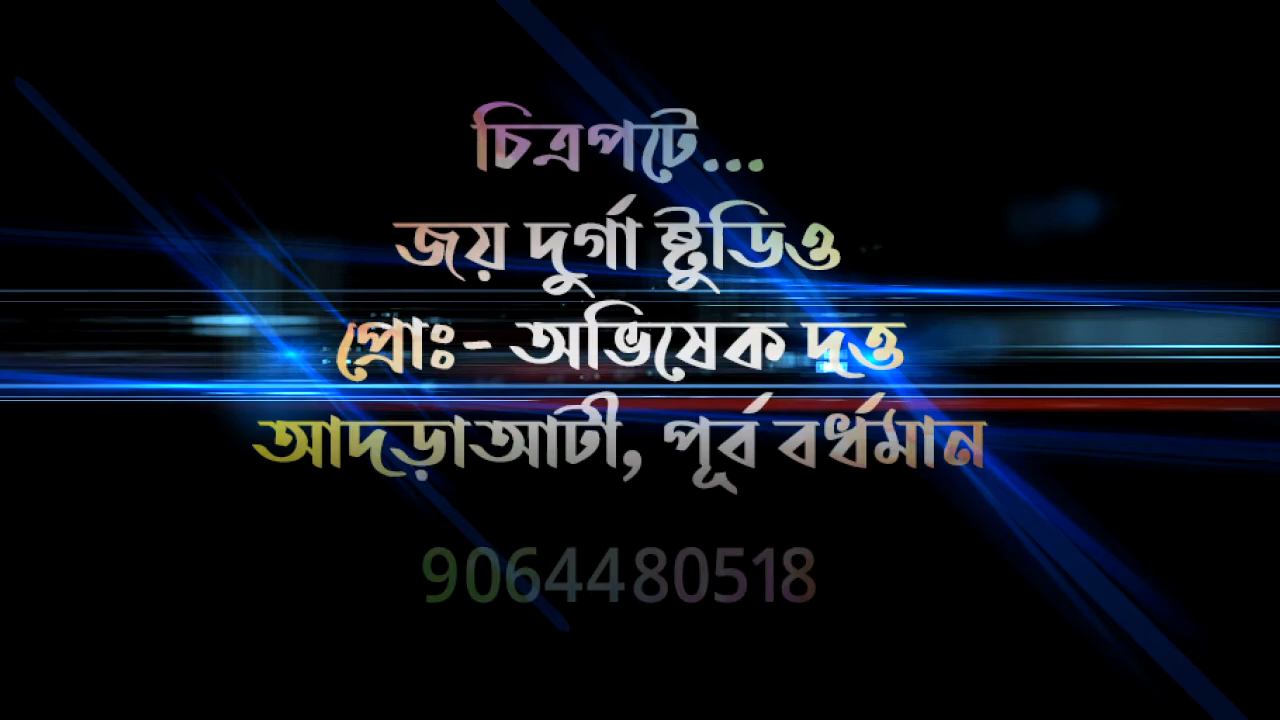 চিত্রপটে...
জয় দুর্গা ষ্টুডিও
প্রোঃ- অভিষেক দত্ত
আদড়াআটী, পূর্ব বর্ধমান
9064480518